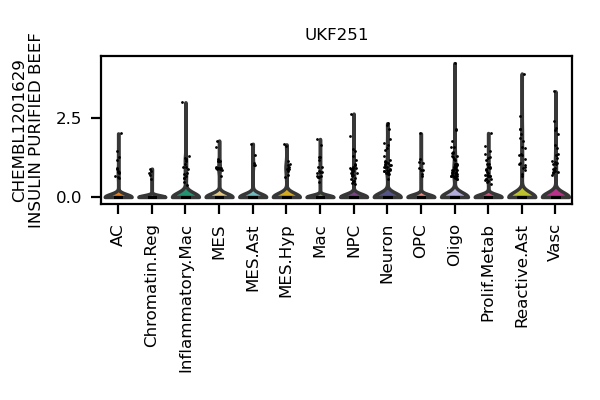 UKF251
CHEMBL1201629
INSULIN PURIFIED BEEF
2.5
0.0
AC
Chromatin.Reg
Inflammatory.Mac
MES
MES.Ast
MES.Hyp
Mac
NPC
Neuron
OPC
Oligo
Prolif.Metab
Reactive.Ast
Vasc